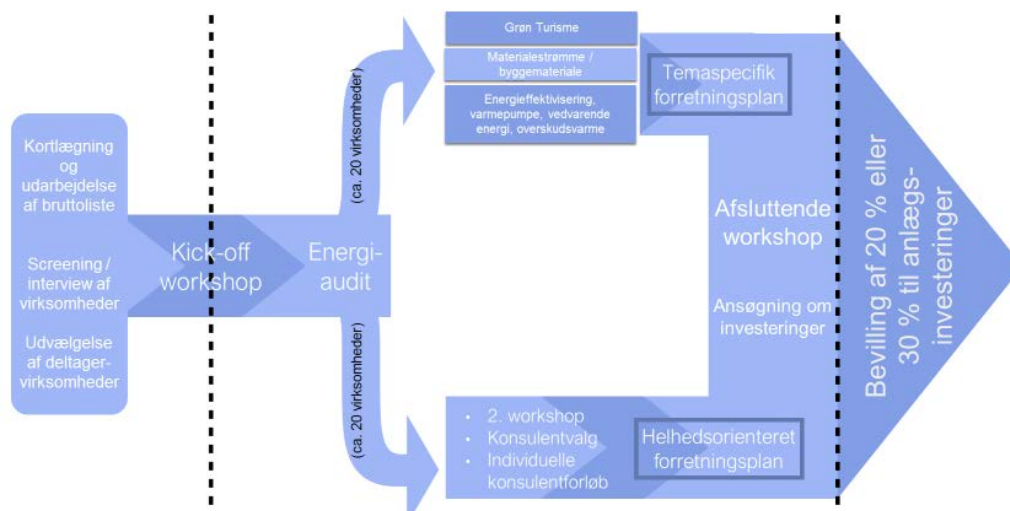 Kortlægning
og
udarbejdelse
af bruttoliste
Screening /
interview af
virksomheder
Udvælgelse
af deltager-
virksomheder
Kick-off
workshop
Energi-
audit
(ca. 20 virksomheder)
(ca. 20 virksomheder)
Grøn Turisme
Materialestrømme /
byggemateriale
Energieffektivisering,
varmepumpe, vedvarende
energi, overskudsvarme
Temaspecifik
forretningsplan
• 2. workshop
• Konsulentvalg
• Individuelle
konsulentforløb
Helhedsorienteret
forretningsplan
Afsluttende
workshop
Ansøgning om
investeringer
Bevilling af 20 % eller
30 % til anlægs-
investeringer